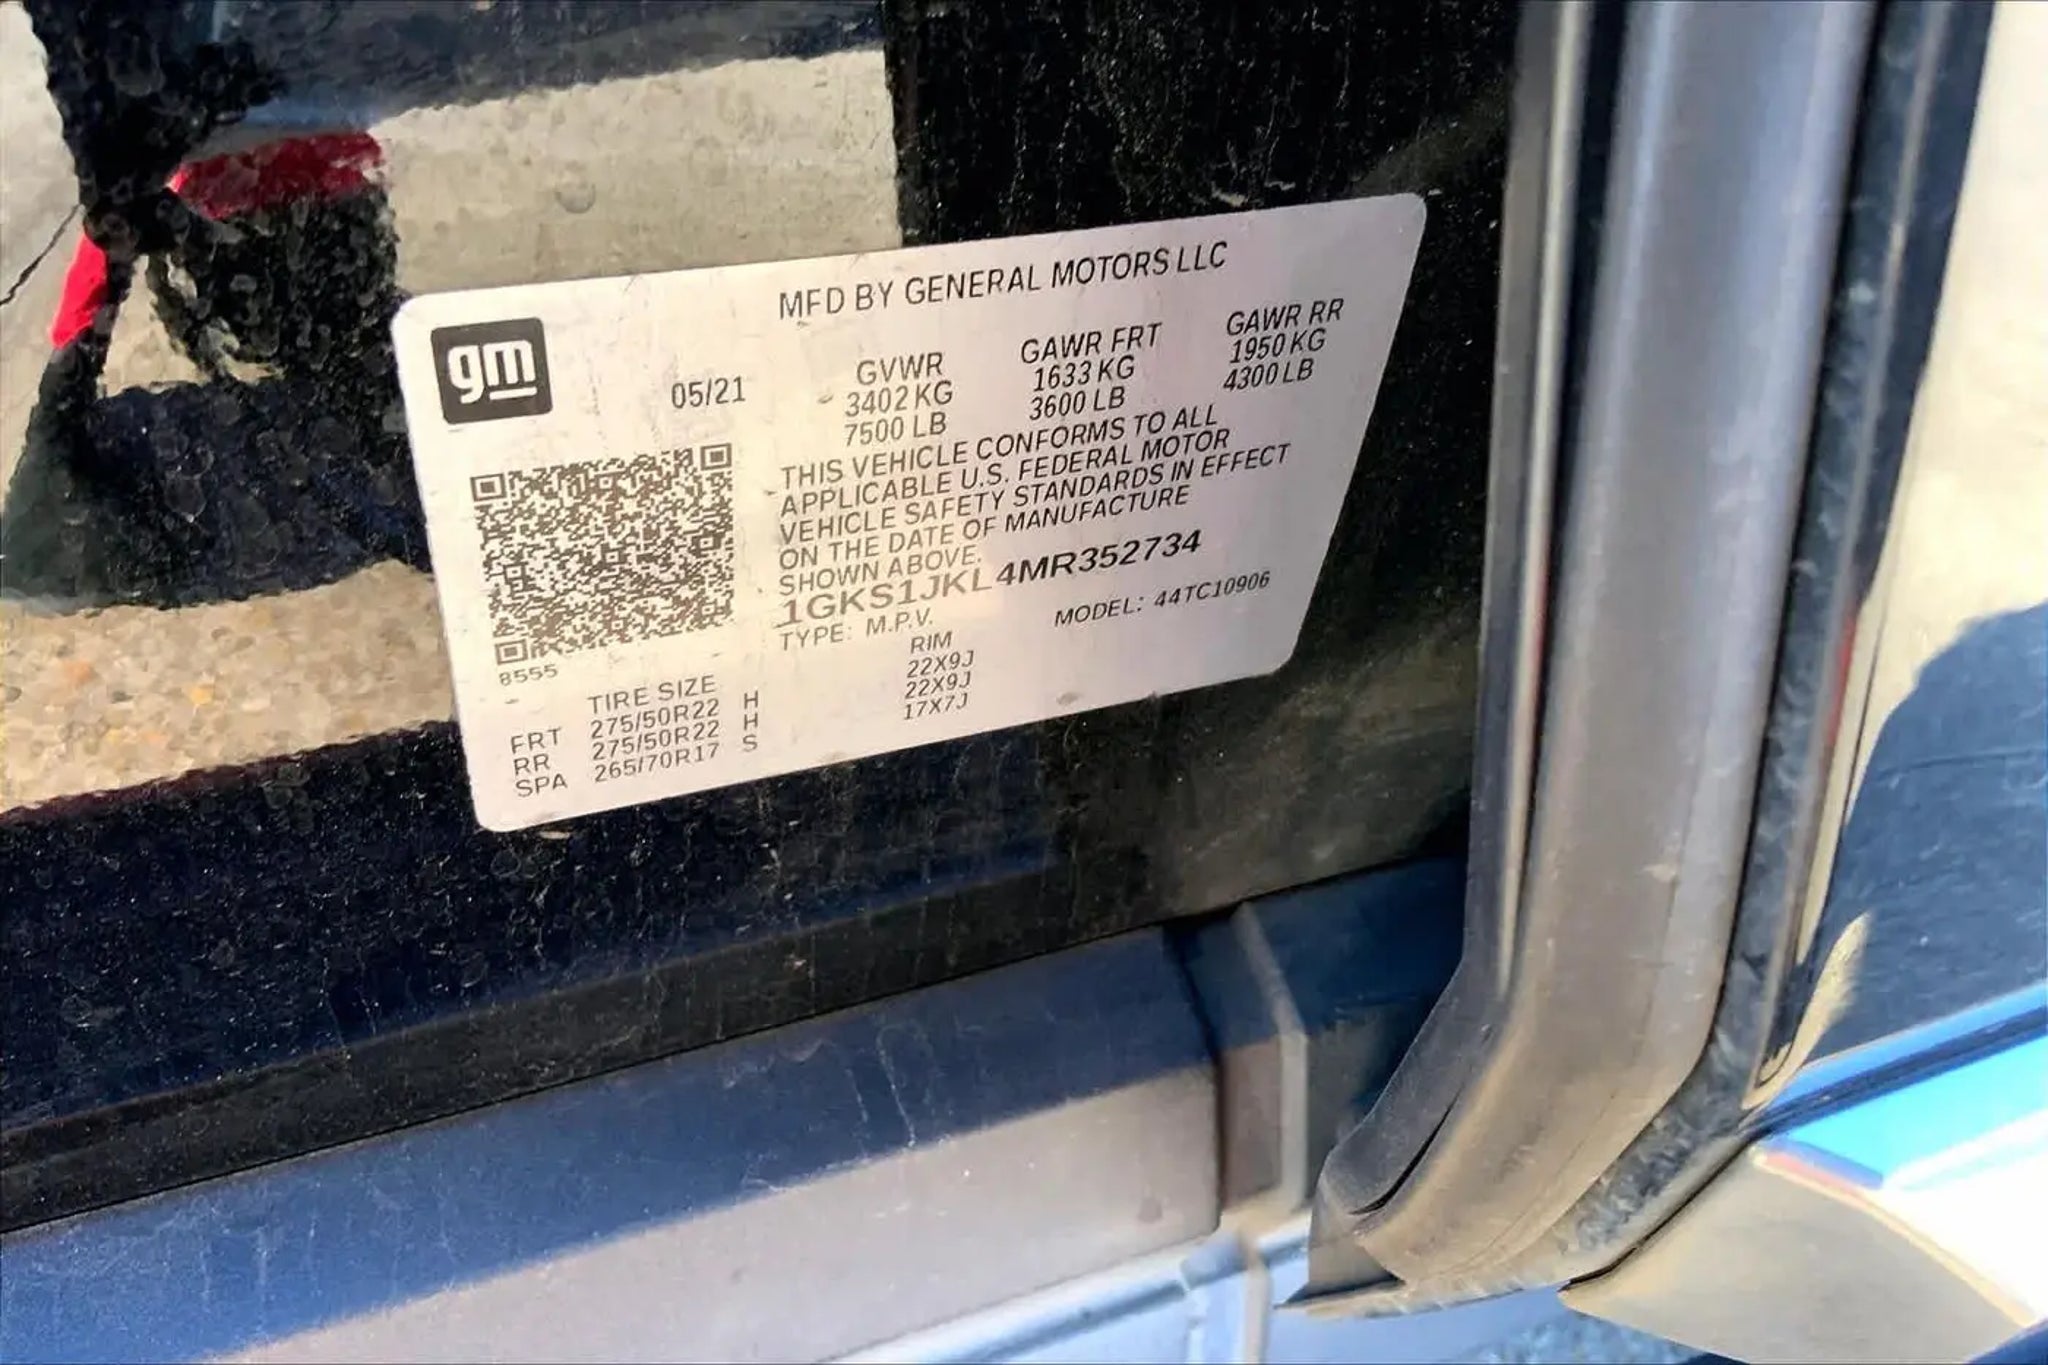 MFD BY GENERAL MOTORS LLC
gm
05/21
GVWR GAWR FRT GAWR RR
3402 KG 1633 KG 1950 KG
7500 LB 3600 LB 4300 LB
THIS VEHICLE CONFORMS TO ALL
APPLICABLE U.S. FEDERAL MOTOR
VEHICLE SAFETY STANDARDS IN EFFECT
ON THE DATE OF MANUFACTURE
SHOWN ABOVE.
1GKS1JKL4MR352734
TYPE: M.P.V. MODEL: 44TC10906
8555
TIRE SIZE RIM
FRT 275/50R22 H 22X9J
RR 275/50R22 H 22X9J
SPA 265/70R17 S 17X7J